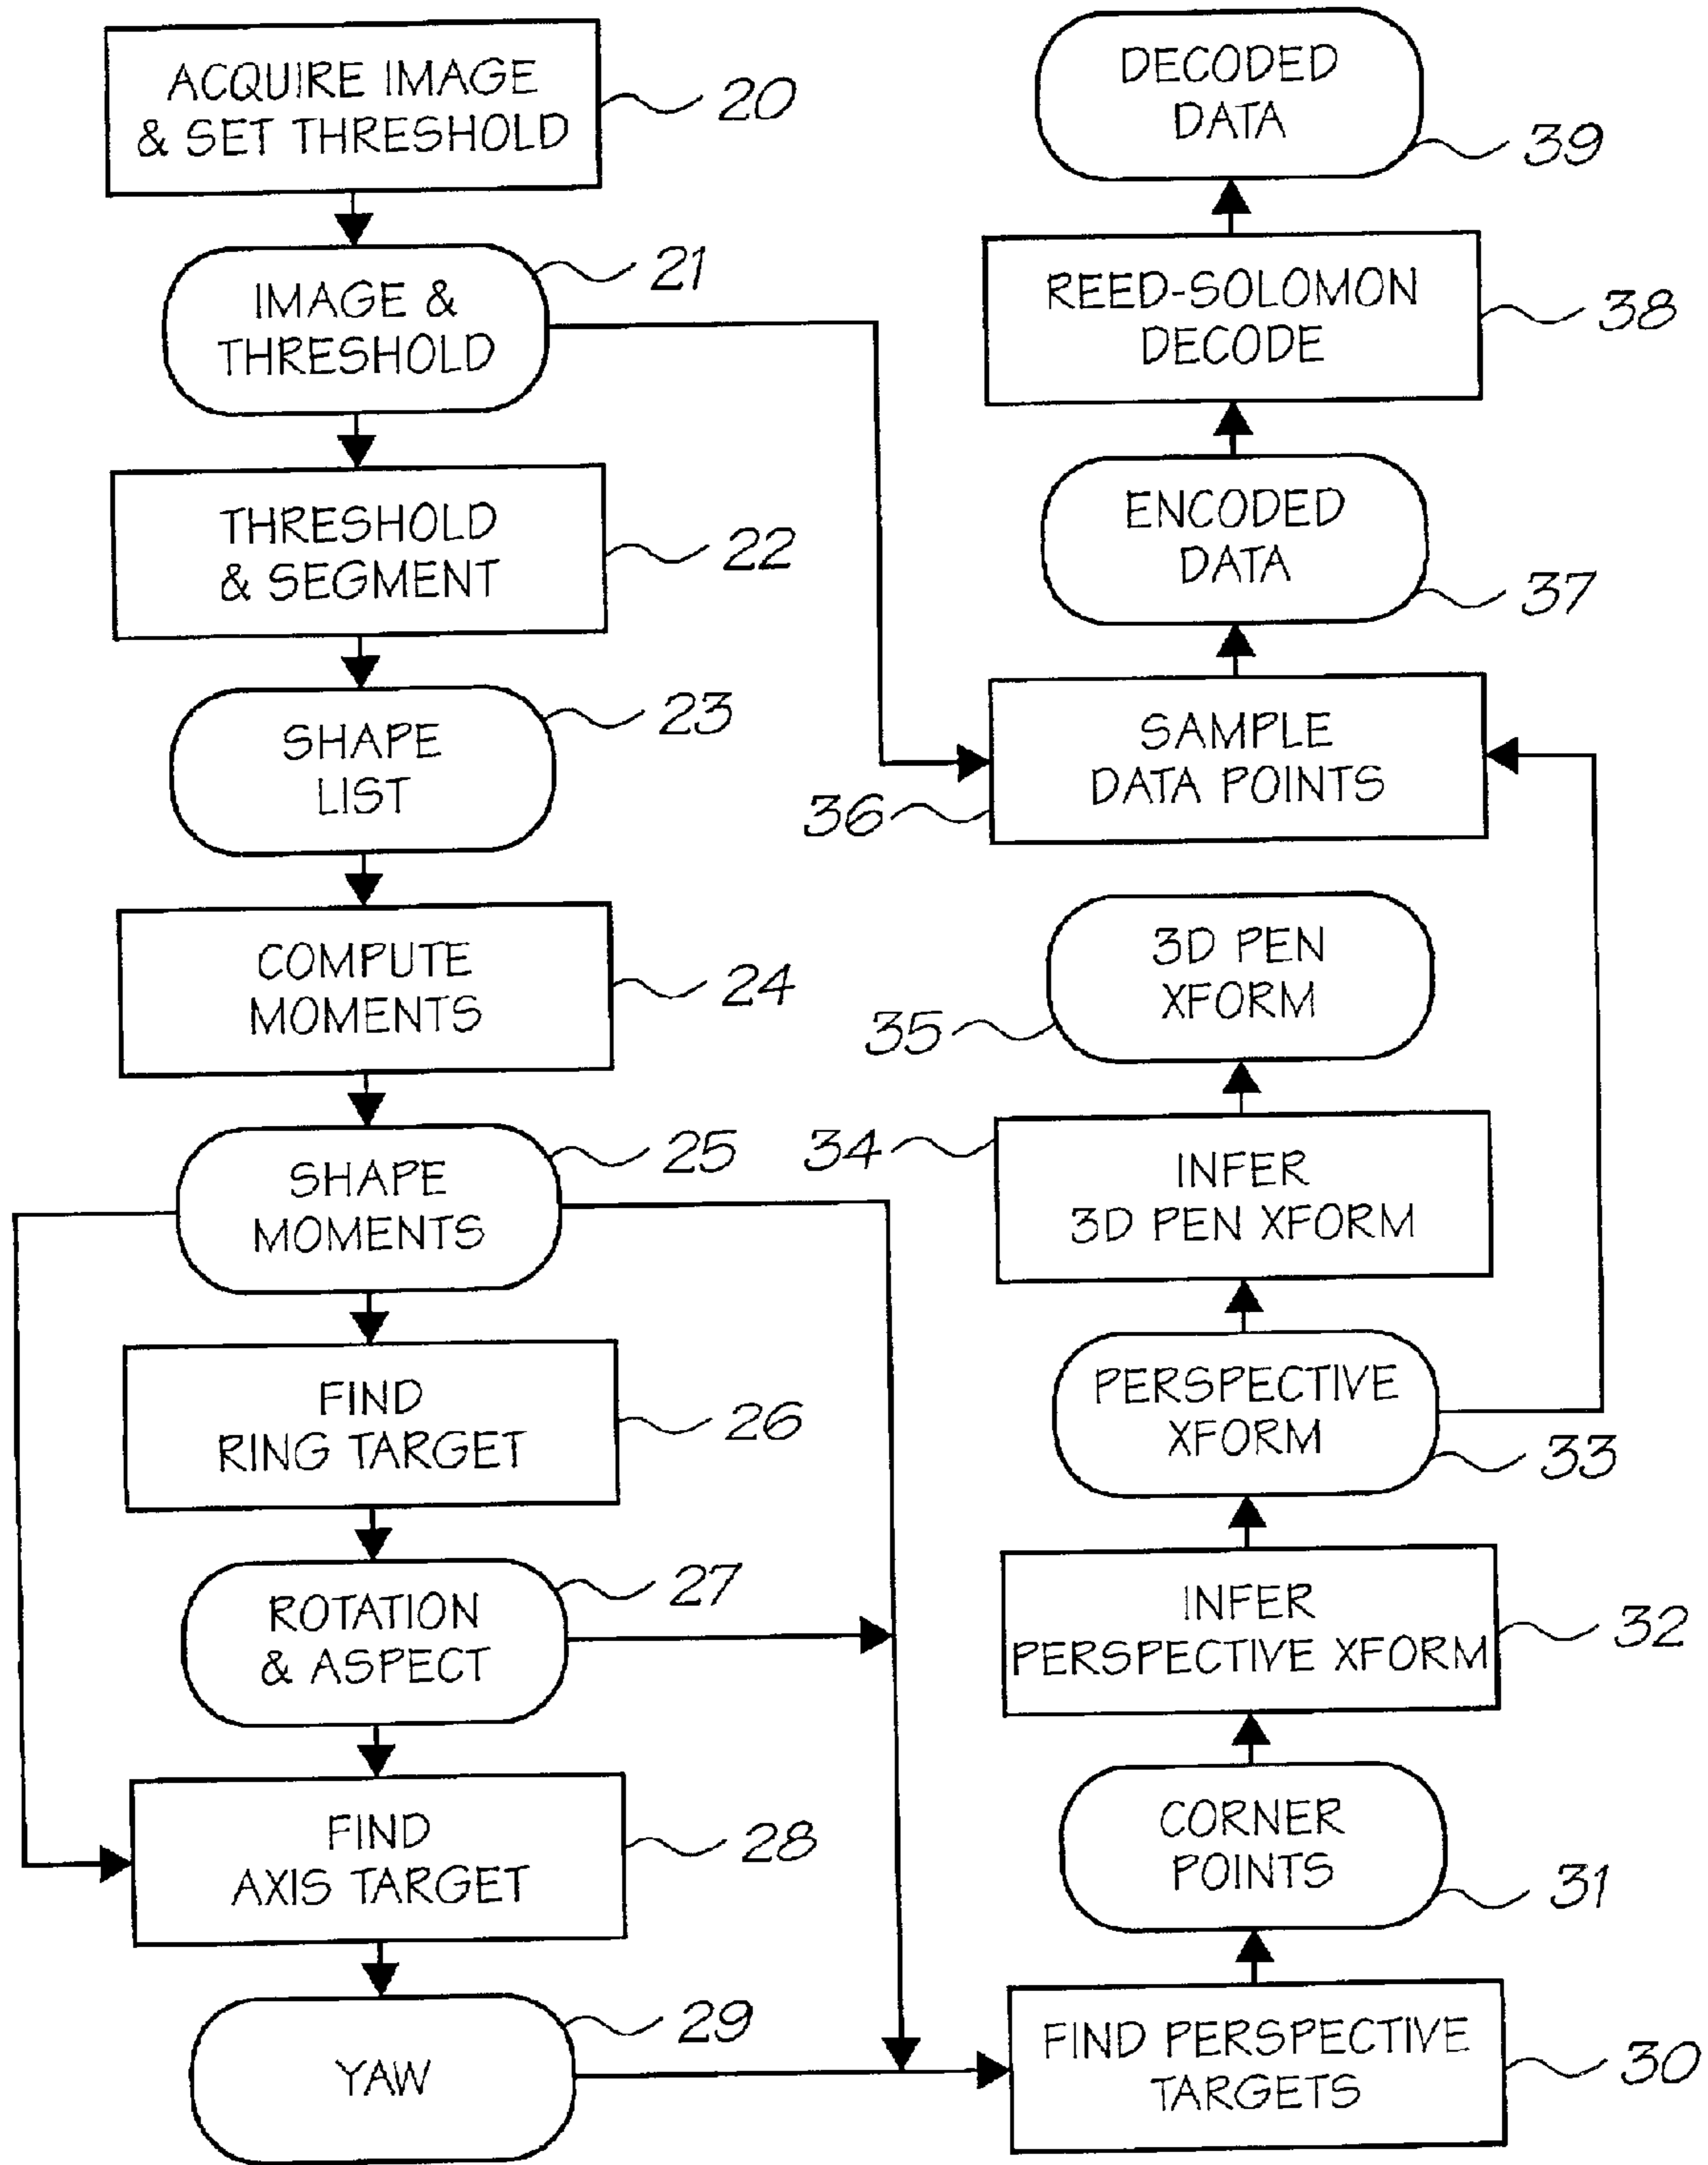 ACQUIRE IMAGE
& SET THRESHOLD
20
IMAGE &
THRESHOLD
21
THRESHOLD
& SEGMENT
22
SHAPE
LIST
23
COMPUTE
MOMENTS
24
SHAPE
MOMENTS
25
FIND
RING TARGET
26
ROTATION
& ASPECT
27
FIND
AXIS TARGET
28
YAW
29
DECODED
DATA
39
REED-SOLOMON
DECODE
38
ENCODED
DATA
37
SAMPLE
DATA POINTS
36
3D PEN
XFORM
35
INFER
3D PEN XFORM
34
PERSPECTIVE
XFORM
33
INFER
PERSPECTIVE XFORM
32
CORNER
POINTS
31
FIND PERSPECTIVE
TARGETS
30